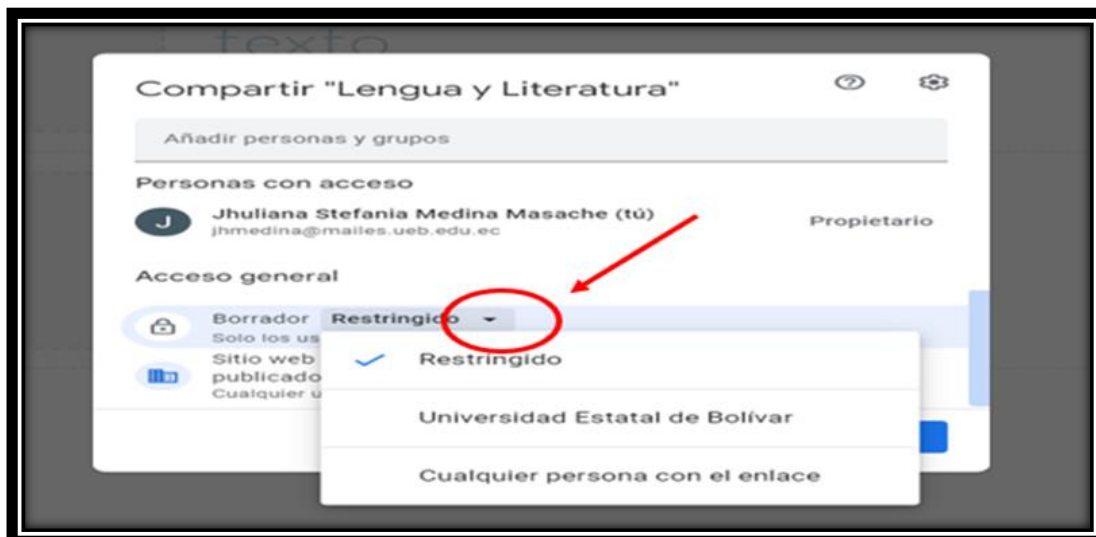 texto
Compartir "Lengua y Literatura"
Añadir personas y grupos
Personas con acceso
J
Jhuliana Stefania Medina Masache (tú)
Propietario
jhmedina@mailes.ueb.edu.ec
Acceso general
Borrador Restringido
Solo los us
Sitio web
publicado
Cualquier u
Restringido
Universidad Estatal de Bolívar
Cualquier persona con el enlace